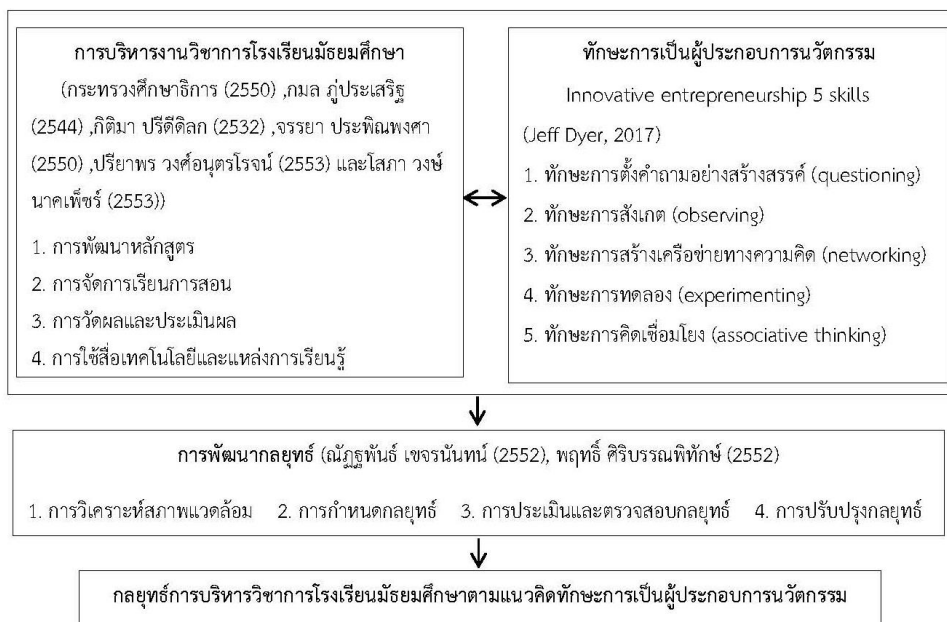 การบริหารงานวิชาการโรงเรียนมัธยมศึกษา
(กระทรวงศึกษาธิการ (2550) ,กมล ภู่ประเสริฐ
(2544) ,กิติมา ปรีดีดิลก (2532) ,จรรยา ประพิณพงศา
(2550) ,ปรียาพร วงศ์อนุตรโรจน์ (2553) และโสภา วงษ์
นาคเพ็ชร์ (2553))
1. การพัฒนาหลักสูตร
2. การจัดการเรียนการสอน
3. การวัดผลและประเมินผล
4. การใช้สื่อเทคโนโลยีและแหล่งการเรียนรู้
ทักษะการเป็นผู้ประกอบการนวัตกรรม
Innovative entrepreneurship 5 skills
(Jeff Dyer, 2017)
1. ทักษะการตั้งคำถามอย่างสร้างสรรค์ (questioning)
2. ทักษะการสังเกต (observing)
3. ทักษะการสร้างเครือข่ายทางความคิด (networking)
4. ทักษะการทดลอง (experimenting)
5. ทักษะการคิดเชื่อมโยง (associative thinking)
การพัฒนากลยุทธ์ (ณัฏฐพันธ์ เขจรนันทน์ (2552), พฤทธิ์ ศิริบรรณพิทักษ์ (2552)
1. การวิเคราะห์สภาพแวดล้อม 2. การกำหนดกลยุทธ์ 3. การประเมินและตรวจสอบกลยุทธ์ 4. การปรับปรุงกลยุทธ์
กลยุทธ์การบริหารวิชาการโรงเรียนมัธยมศึกษาตามแนวคิดทักษะการเป็นผู้ประกอบการนวัตกรรม